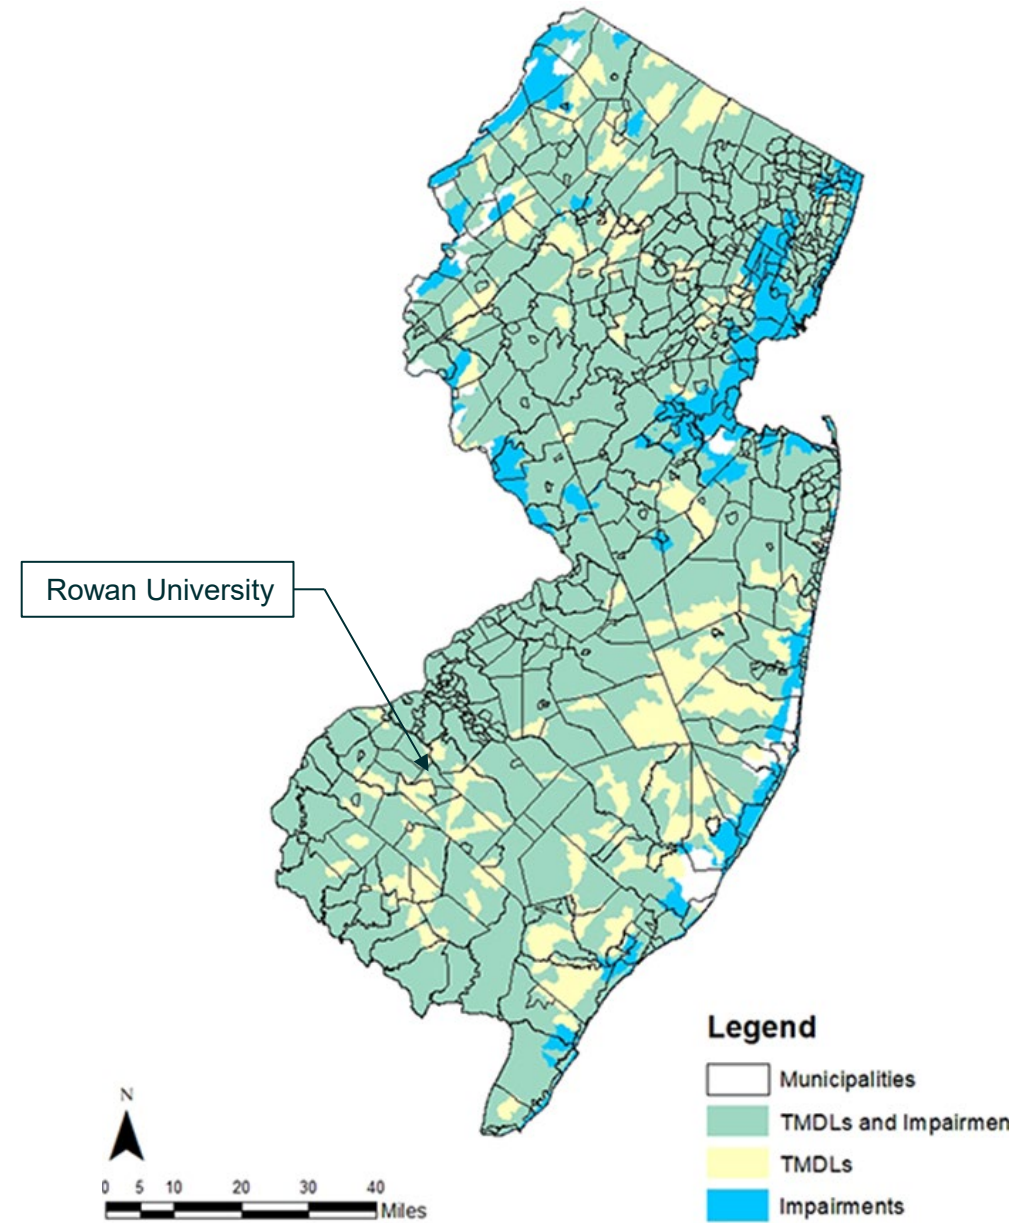 Rowan University
Legend
Municipalities
TMDLs and Impairmen
TMDLs
Impairments
N
0 5 10 20 30 40
Miles